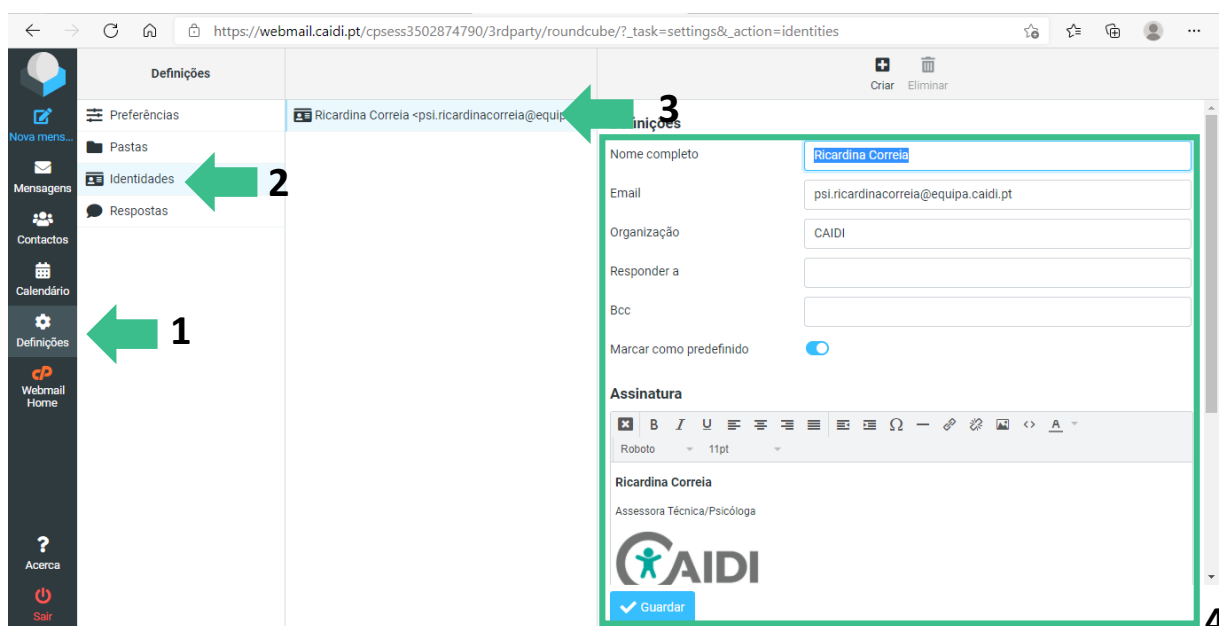 https://webmail.caidi.pt/cpsess3502874790/3rdparty/roundcube/?_task=settings&_action=identities
Nova mens...
Mensagens
Contactos
Calendário
Definições
cP
Webmail
Home
Acerca
Sair
1
Definições
Preferências
Pastas
Identidades
Respostas
2
Ricardina Correia <psi.ricardinacorreia@equip
3
Criar
Eliminar
inições
Nome completo
Ricardina Correia
Email
psi.ricardinacorreia@equipa.caidi.pt
Organização
CAIDI
Responder a
Bcc
Marcar como predefinido
Assinatura
B I U Ω <> A
Roboto 11pt
Ricardina Correia
Assessora Técnica/Psicóloga
CAIDI
Guardar
4